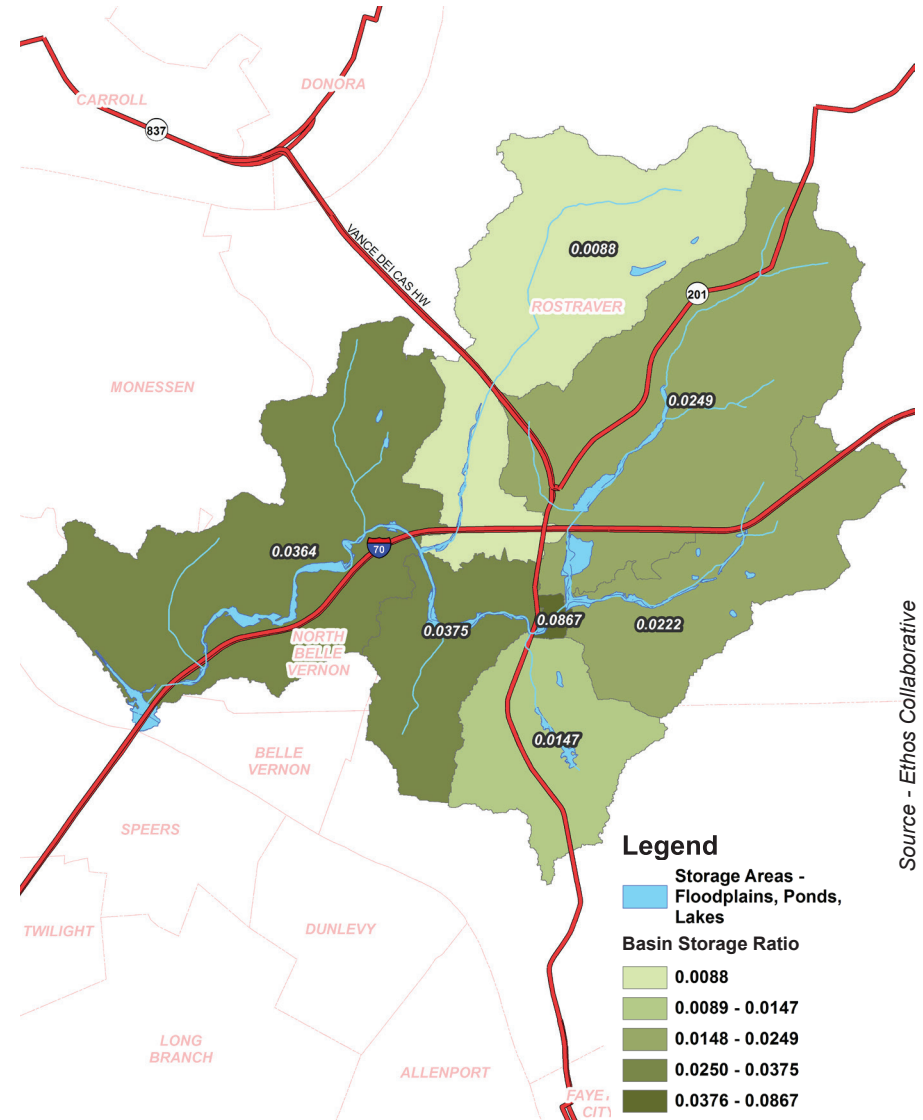 DONORA
CARROLL
837
VANCE DEI CAS HW
0.0088
201
ROSTRAVER
MONESSEN
0.0249
0.0364
70
0.0375
0.0867
0.0222
NORTH
BELLE
VERNON
0.0147
BELLE
VERNON
SPEERS
TWILIGHT
DUNLEVY
LONG
BRANCH
ALLENPORT
CITY
Source - Ethos Collaborative
Legend
Storage Areas -
Floodplains, Ponds,
Lakes
Basin Storage Ratio
0.0088
0.0089 - 0.0147
0.0148 - 0.0249
0.0250 - 0.0375
0.0376 - 0.0867